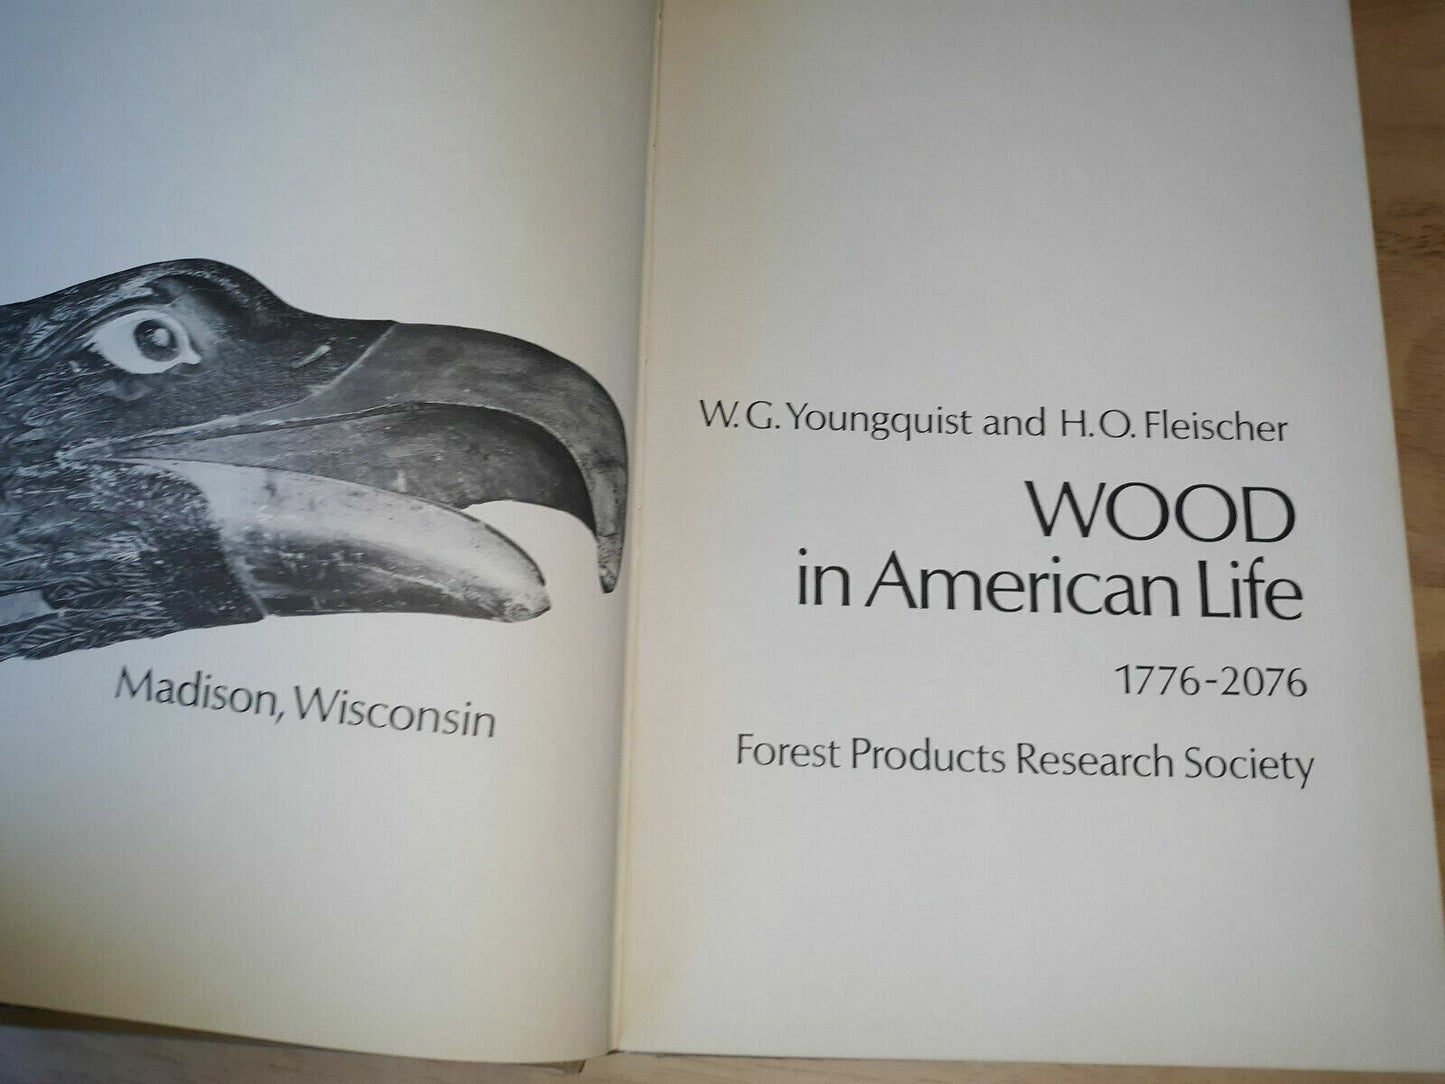 Madison, Wisconsin
W. G. Youngquist and H. O. Fleischer
WOOD
in American Life
1776-2076
Forest Products Research Society